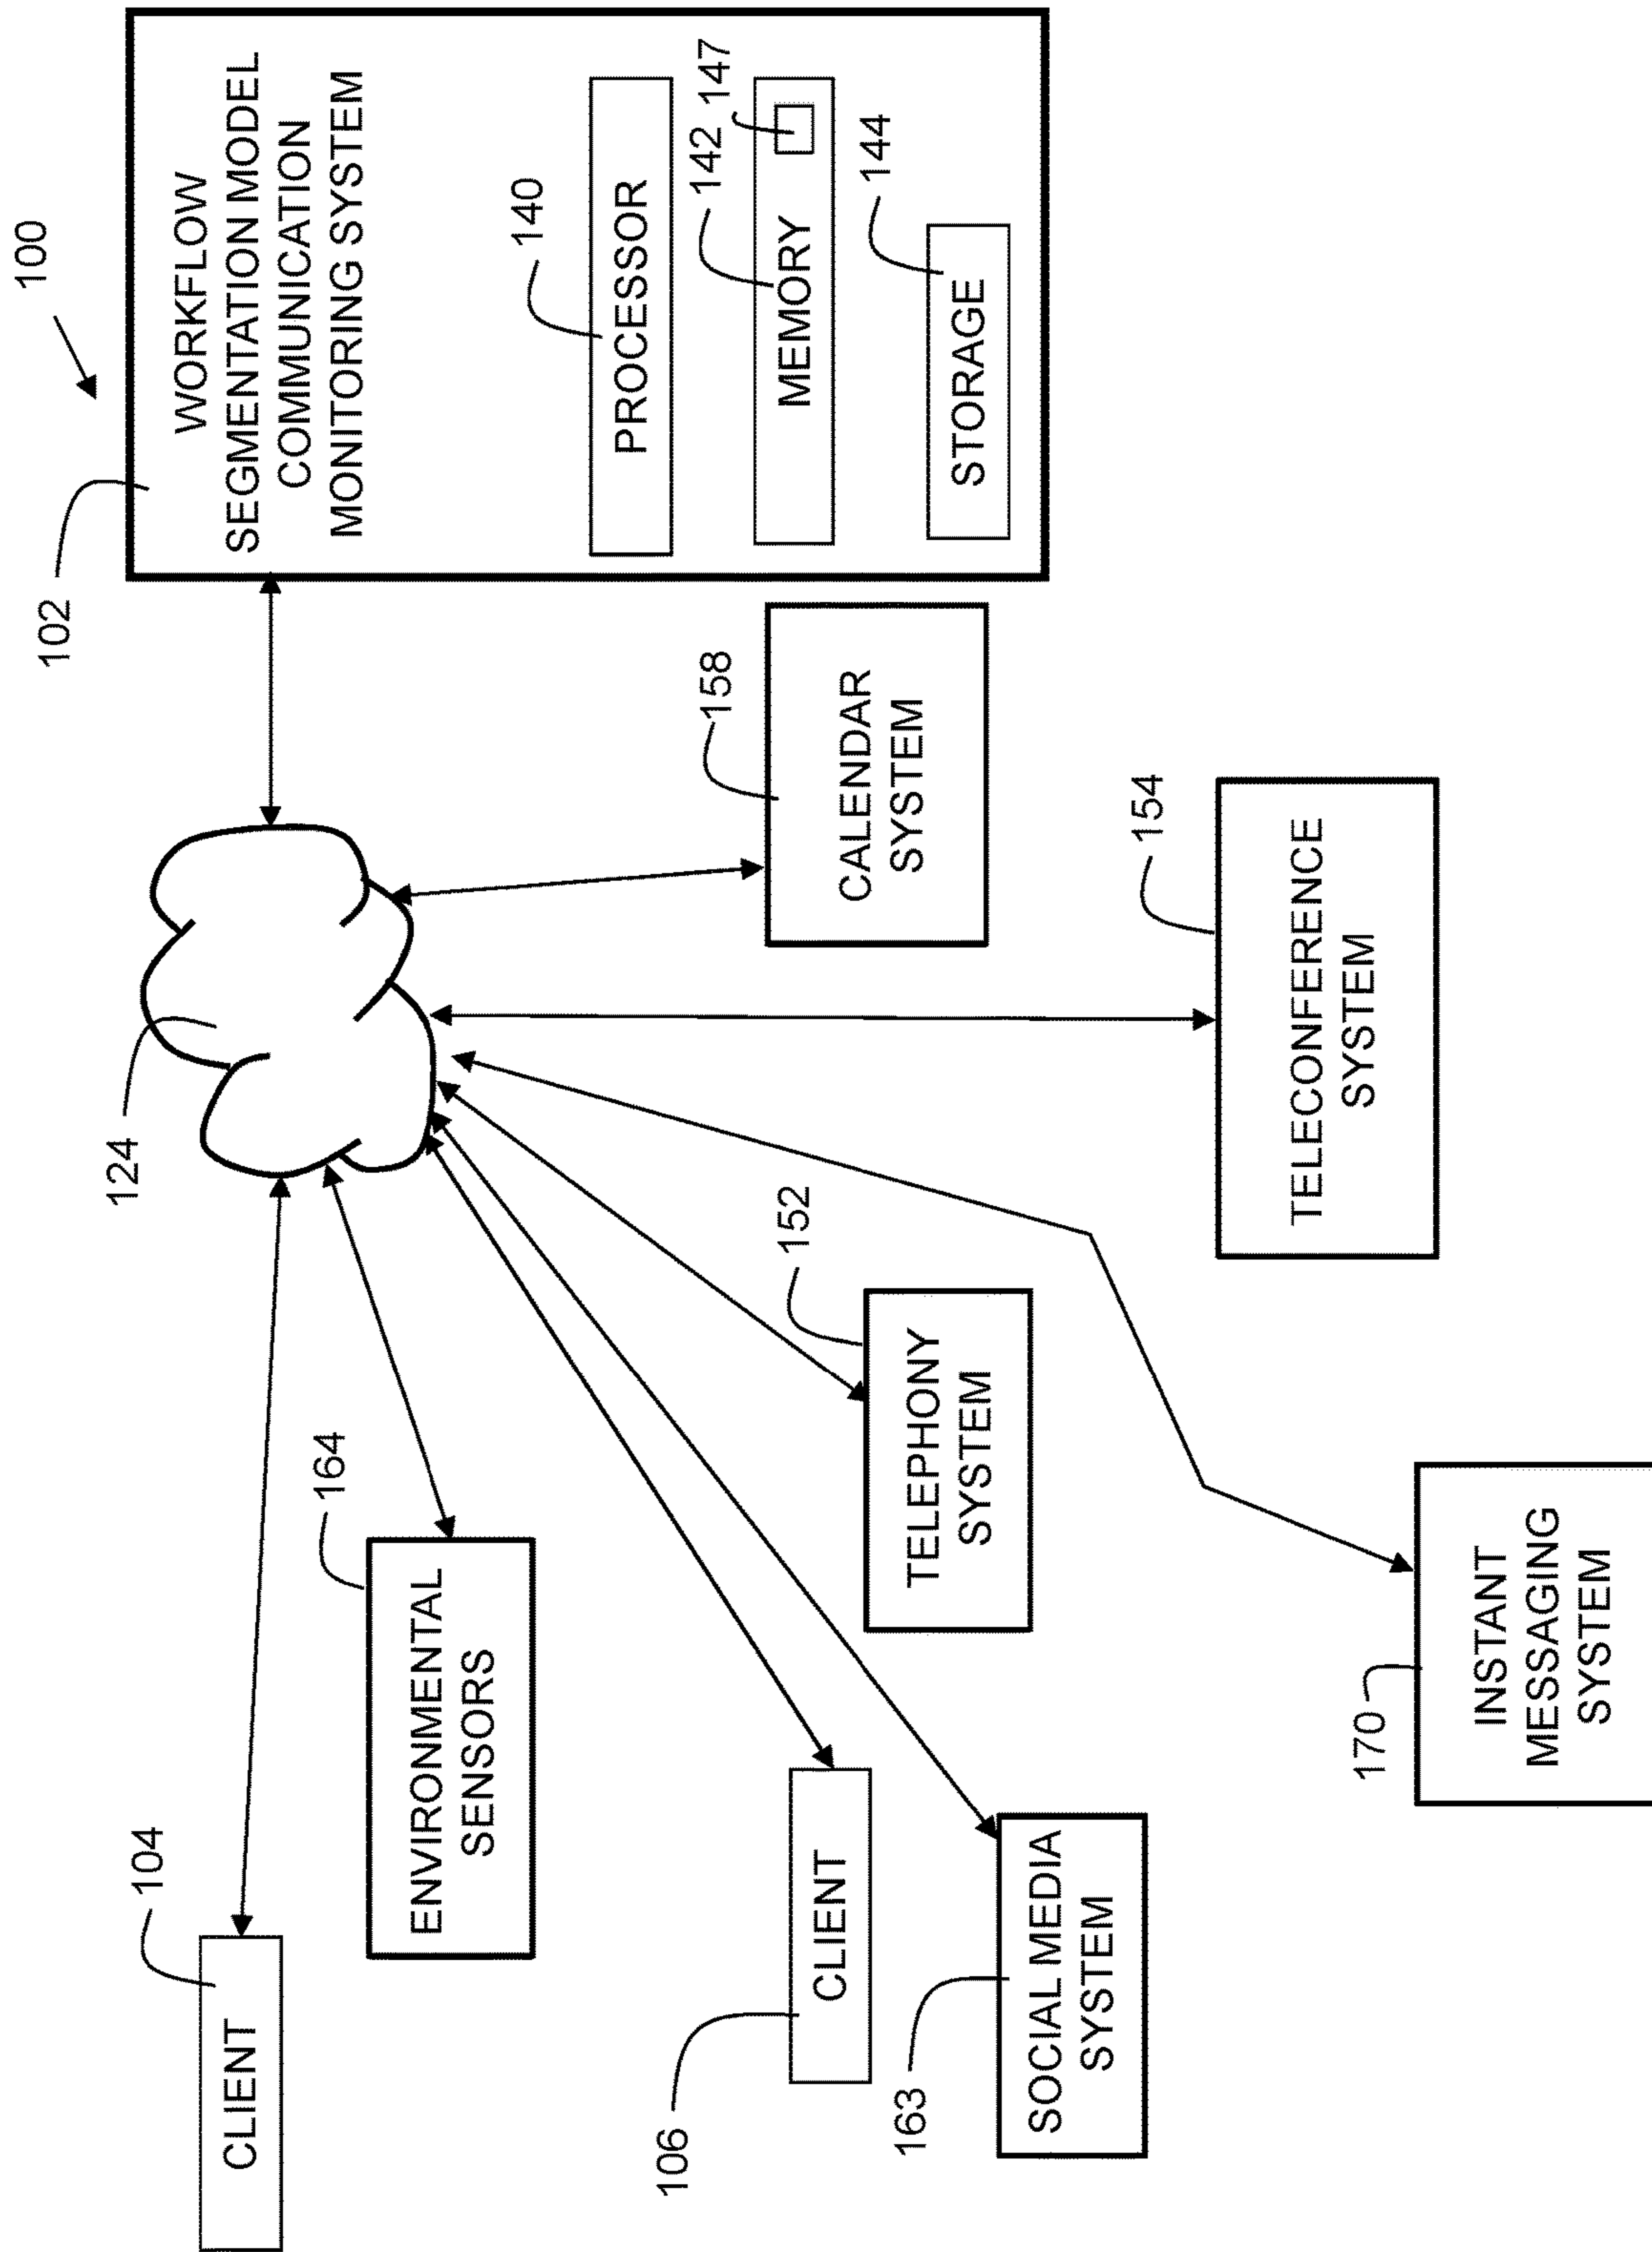 100
102
WORKFLOW
SEGMENTATION MODEL
COMMUNICATION
MONITORING SYSTEM
140
PROCESSOR
142
147
MEMORY
144
STORAGE
124
158
CALENDAR
SYSTEM
154
TELECONFERENCE
SYSTEM
152
TELEPHONY
SYSTEM
164
ENVIRONMENTAL
SENSORS
104
CLIENT
106
CLIENT
163
SOCIAL MEDIA
SYSTEM
170
INSTANT
MESSAGING
SYSTEM